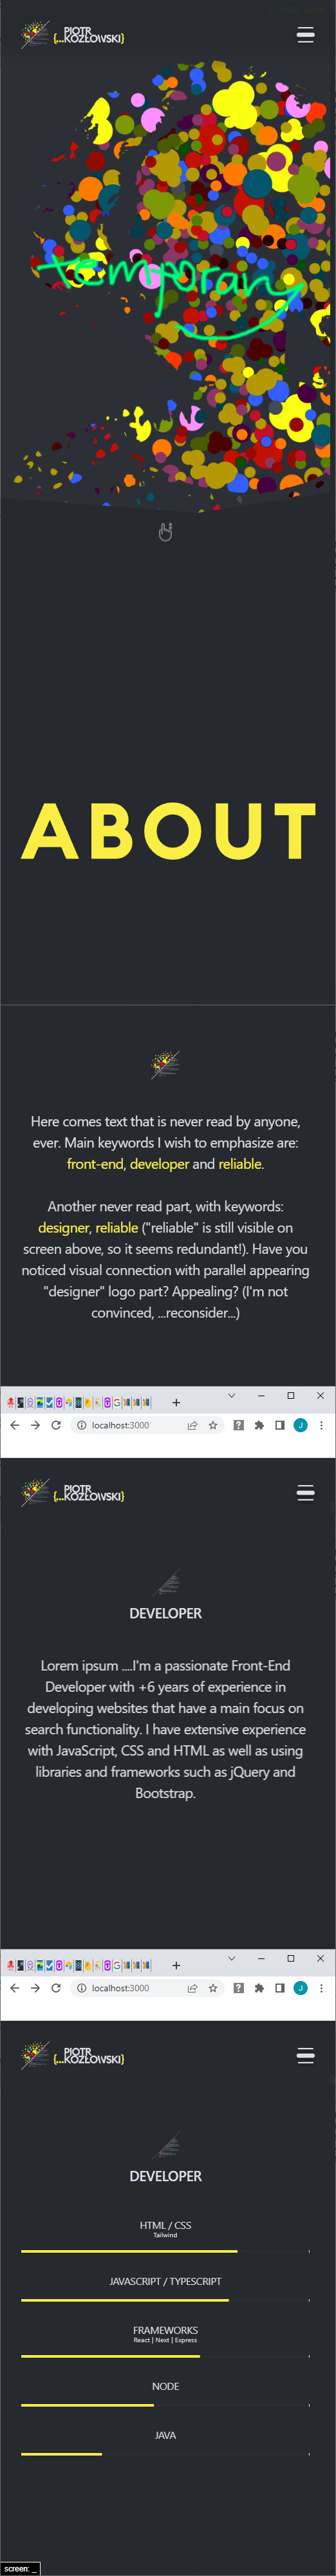 PIOTR
{...KOZŁOWSKI}
temporary
ABOUT
Here comes text that is never read by anyone,
ever. Main keywords I wish to emphasize are:
front-end, developer and reliable.
Another never read part, with keywords:
designer, reliable ("reliable" is still visible on
screen above, so it seems redundant!). Have you
noticed visual connection with parallel appearing
"designer" logo part? Appealing? (I'm not
convinced, ...reconsider...)
localhost:3000
J
PIOTR
{...KOZŁOWSKI}
DEVELOPER
Lorem ipsum ....I'm a passionate Front-End
Developer with +6 years of experience in
developing websites that have a main focus on
search functionality. I have extensive experience
with JavaScript, CSS and HTML as well as using
libraries and frameworks such as jQuery and
Bootstrap.
localhost:3000
J
PIOTR
{...KOZŁOWSKI}
DEVELOPER
HTML / CSS
Tailwind
JAVASCRIPT / TYPESCRIPT
FRAMEWORKS
React | Next | Express
NODE
JAVA
screen: _